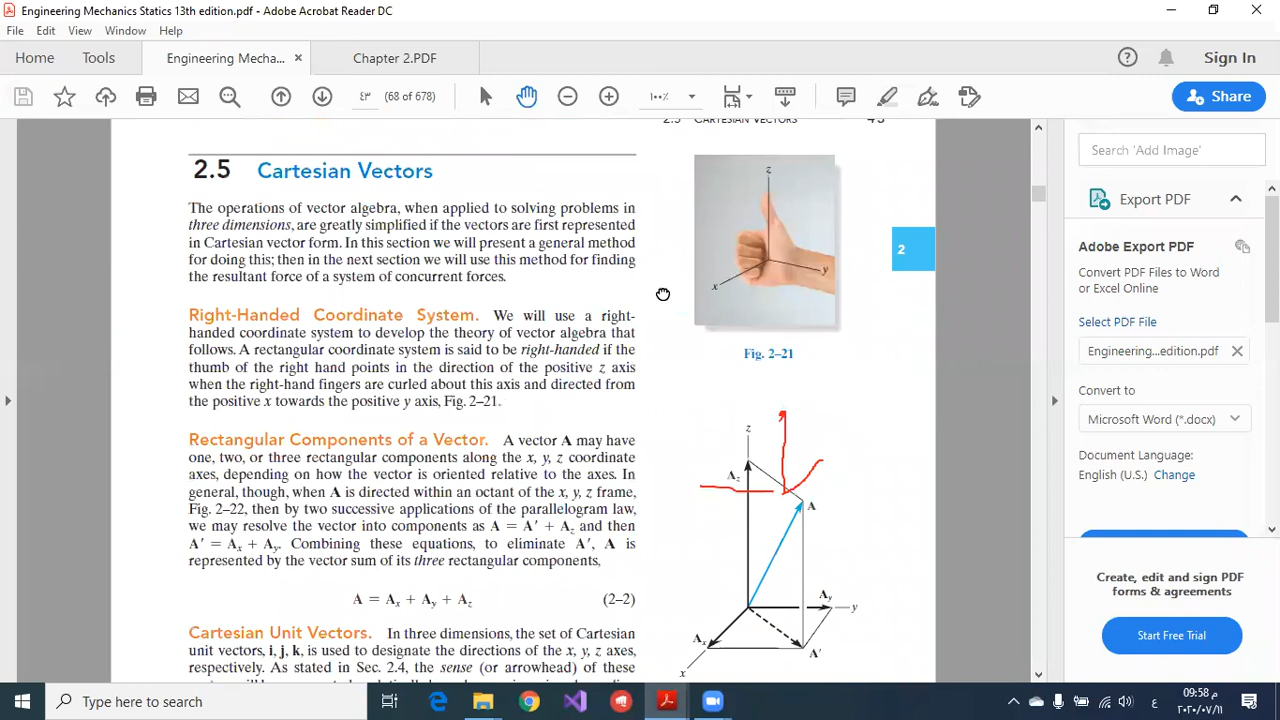 Engineering Mechanics Statics 13th edition.pdf - Adobe Acrobat Reader DC
File Edit View Window Help
Home Tools Engineering Mecha... × Chapter 2.PDF Sign In
٤٣ (68 of 678) ١٠٠٪ Share
2.5 CARTESIAN VECTORS 43
2.5 Cartesian Vectors
The operations of vector algebra, when applied to solving problems in
three dimensions, are greatly simplified if the vectors are first represented
in Cartesian vector form. In this section we will present a general method
for doing this; then in the next section we will use this method for finding
the resultant force of a system of concurrent forces.
Right-Handed Coordinate System. We will use a right-
handed coordinate system to develop the theory of vector algebra that
follows. A rectangular coordinate system is said to be right-handed if the
thumb of the right hand points in the direction of the positive z axis
when the right-hand fingers are curled about this axis and directed from
the positive x towards the positive y axis, Fig. 2–21.
Rectangular Components of a Vector. A vector A may have
one, two, or three rectangular components along the x, y, z coordinate
axes, depending on how the vector is oriented relative to the axes. In
general, though, when A is directed within an octant of the x, y, z frame,
Fig. 2–22, then by two successive applications of the parallelogram law,
we may resolve the vector into components as A = A′ + Az and then
A′ = Ax + Ay. Combining these equations, to eliminate A′, A is
represented by the vector sum of its three rectangular components,
A = Ax + Ay + Az (2–2)
Cartesian Unit Vectors. In three dimensions, the set of Cartesian
unit vectors, i, j, k, is used to designate the directions of the x, y, z axes,
respectively. As stated in Sec. 2.4, the sense (or arrowhead) of these
z
y
x
2
Fig. 2–21
z
Az
A
Ay
y
Ax
A′
x
Search 'Add Image'
Export PDF
Adobe Export PDF
Convert PDF Files to Word
or Excel Online
Select PDF File
Engineering...edition.pdf
Convert to
Microsoft Word (*.docx)
Document Language:
English (U.S.) Change
Create, edit and sign PDF
forms & agreements
Start Free Trial
Type here to search
ع
09:58 م
٢٠٢٠/٠٧/١١